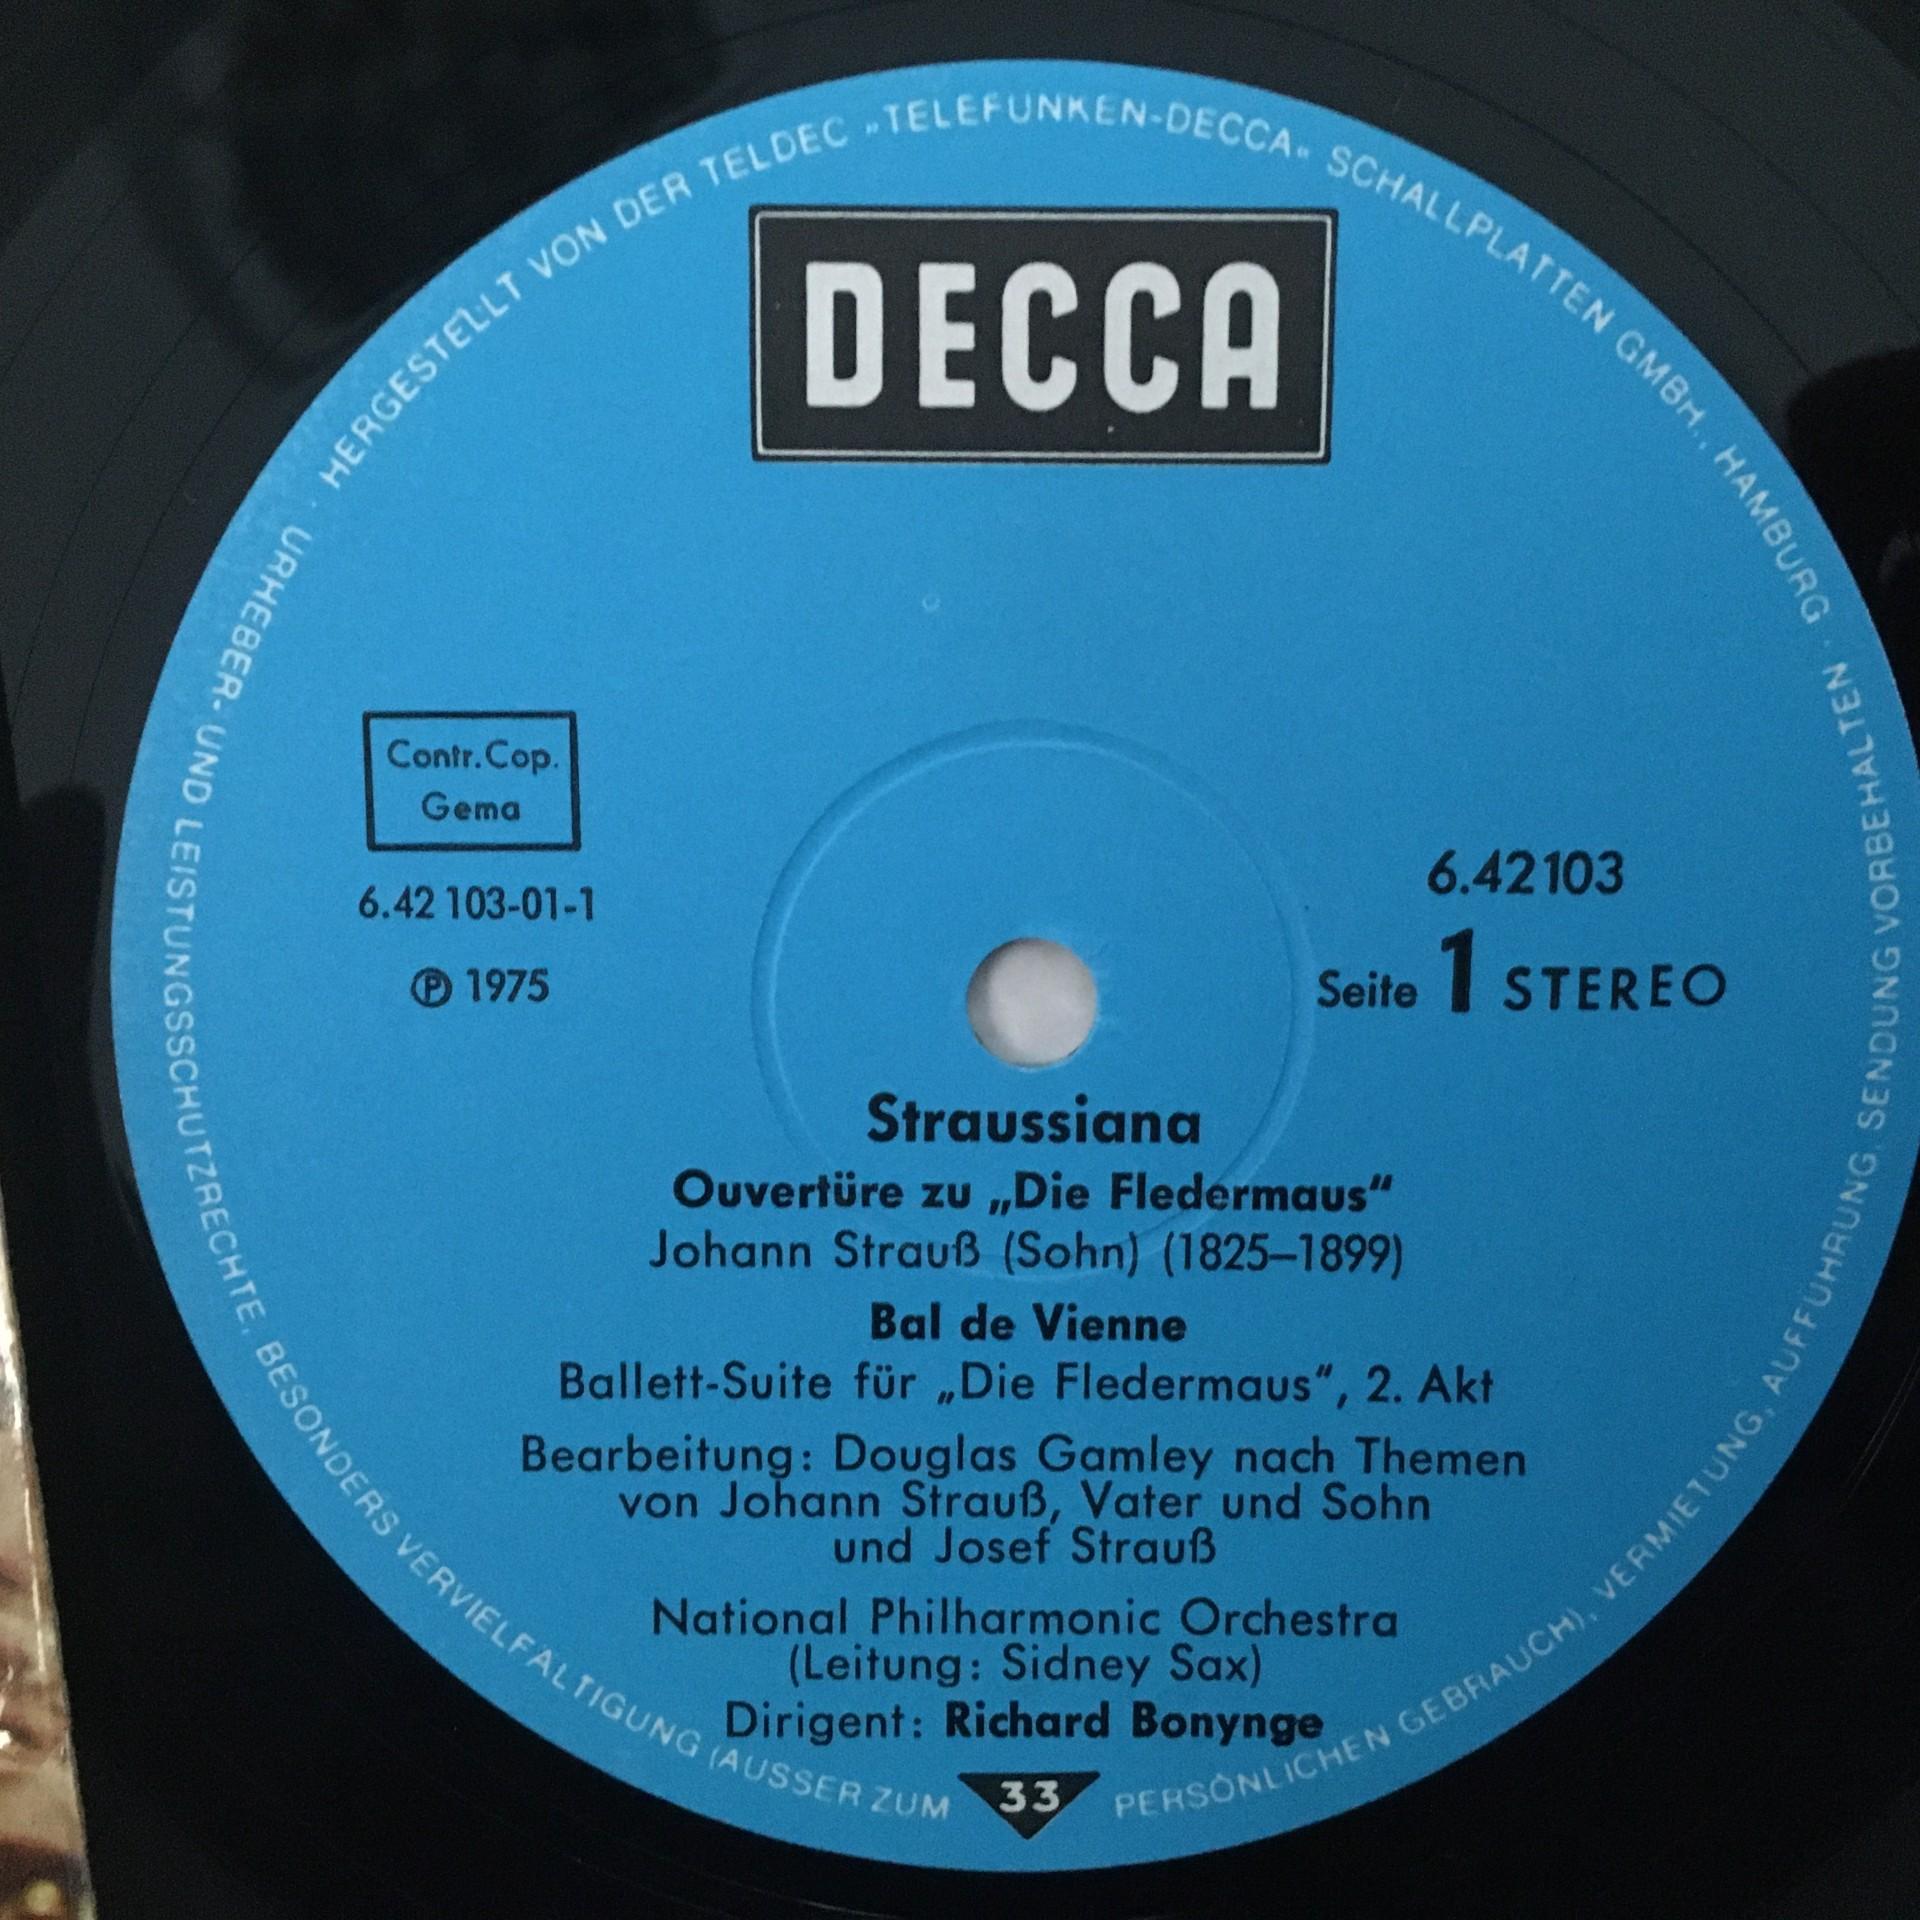 HERGESTELLT VON DER TELDEC „TELEFUNKEN-DECCA“ SCHALLPLATTEN GMBH., HAMBURG · URHEBER- UND LEISTUNGSSCHUTZRECHTE, BESONDERS VERVIELFÄLTIGUNG (AUSSER ZUM PERSÖNLICHEN GEBRAUCH), VERMIETUNG, AUFFÜHRUNG, SENDUNG VORBEHALTEN ·
DECCA
Contr.Cop.
Gema
6.42 103-01-1
℗ 1975
6.42103
Seite 1 STEREO
Straussiana
Ouvertüre zu „Die Fledermaus“
Johann Strauß (Sohn) (1825–1899)
Bal de Vienne
Ballett-Suite für „Die Fledermaus“, 2. Akt
Bearbeitung: Douglas Gamley nach Themen
von Johann Strauß, Vater und Sohn
und Josef Strauß
National Philharmonic Orchestra
(Leitung: Sidney Sax)
Dirigent: Richard Bonynge
33